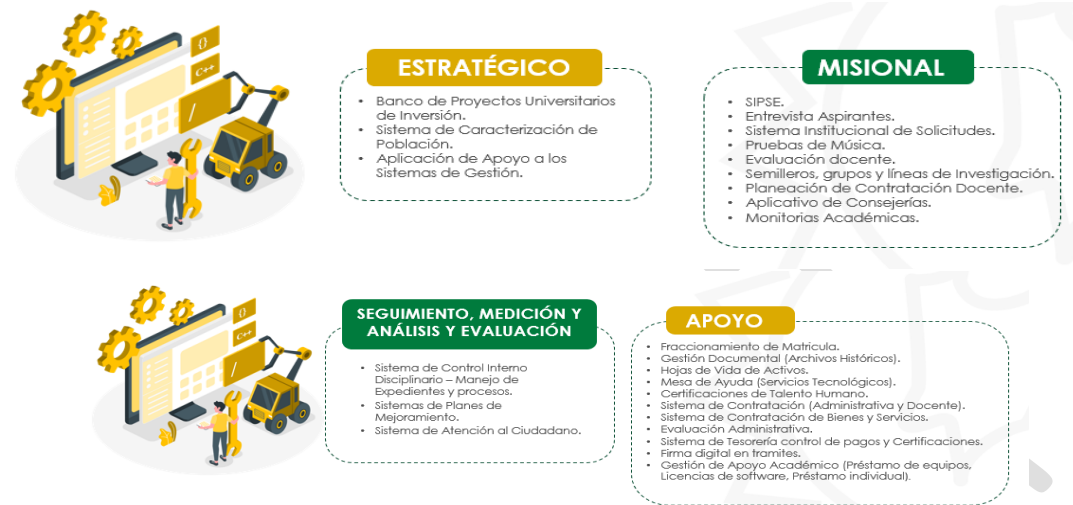 {}
C++
/
ESTRATÉGICO
• Banco de Proyectos Universitarios
de Inversión.
• Sistema de Caracterización de
Población.
• Aplicación de Apoyo a los
Sistemas de Gestión.
MISIONAL
• SIPSE.
• Entrevista Aspirantes.
• Sistema Institucional de Solicitudes.
• Pruebas de Música.
• Evaluación docente.
• Semilleros, grupos y líneas de Investigación.
• Planeación de Contratación Docente.
• Aplicativo de Consejerías.
• Monitorias Académicas.
{}
C++
/
SEGUIMIENTO, MEDICIÓN Y
ANÁLISIS Y EVALUACIÓN
• Sistema de Control Interno
Disciplinario – Manejo de
Expedientes y procesos.
• Sistemas de Planes de
Mejoramiento.
• Sistema de Atención al Ciudadano.
APOYO
• Fraccionamiento de Matricula.
• Gestión Documental (Archivos Históricos).
• Hojas de Vida de Activos.
• Mesa de Ayuda (Servicios Tecnológicos).
• Certificaciones de Talento Humano.
• Sistema de Contratación (Administrativa y Docente).
• Sistema de Contratación de Bienes y Servicios.
• Evaluación Administrativa.
• Sistema de Tesorería control de pagos y Certificaciones.
• Firma digital en tramites.
• Gestión de Apoyo Académico (Préstamo de equipos,
Licencias de software, Préstamo individual).